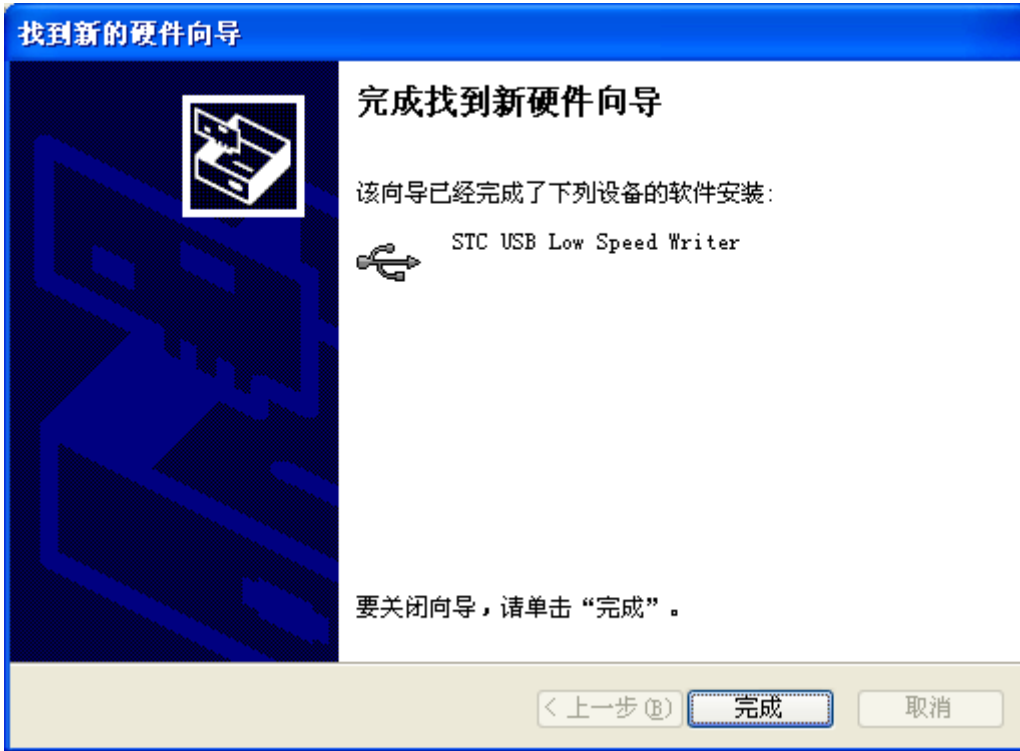 找到新的硬件向导
完成找到新硬件向导
该向导已经完成了下列设备的软件安装:
STC USB Low Speed Writer
要关闭向导，请单击“完成”。
< 上一步(B)
完成
取消